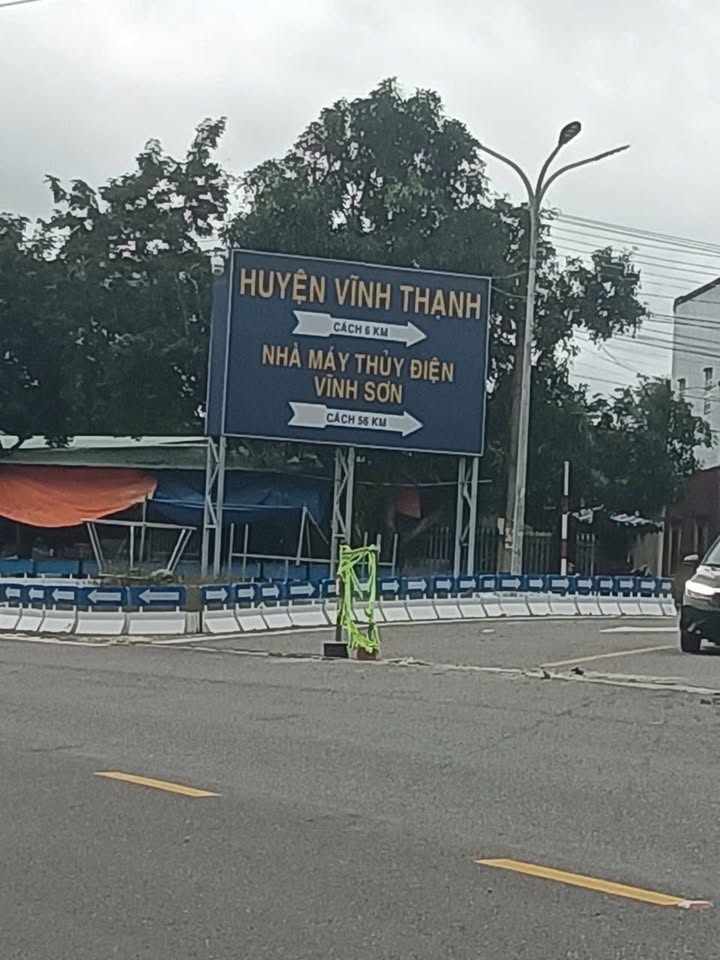 HUYỆN VĨNH THẠNH
CÁCH 6 KM
NHÀ MÁY THỦY ĐIỆN
VĨNH SƠN
CÁCH 56 KM